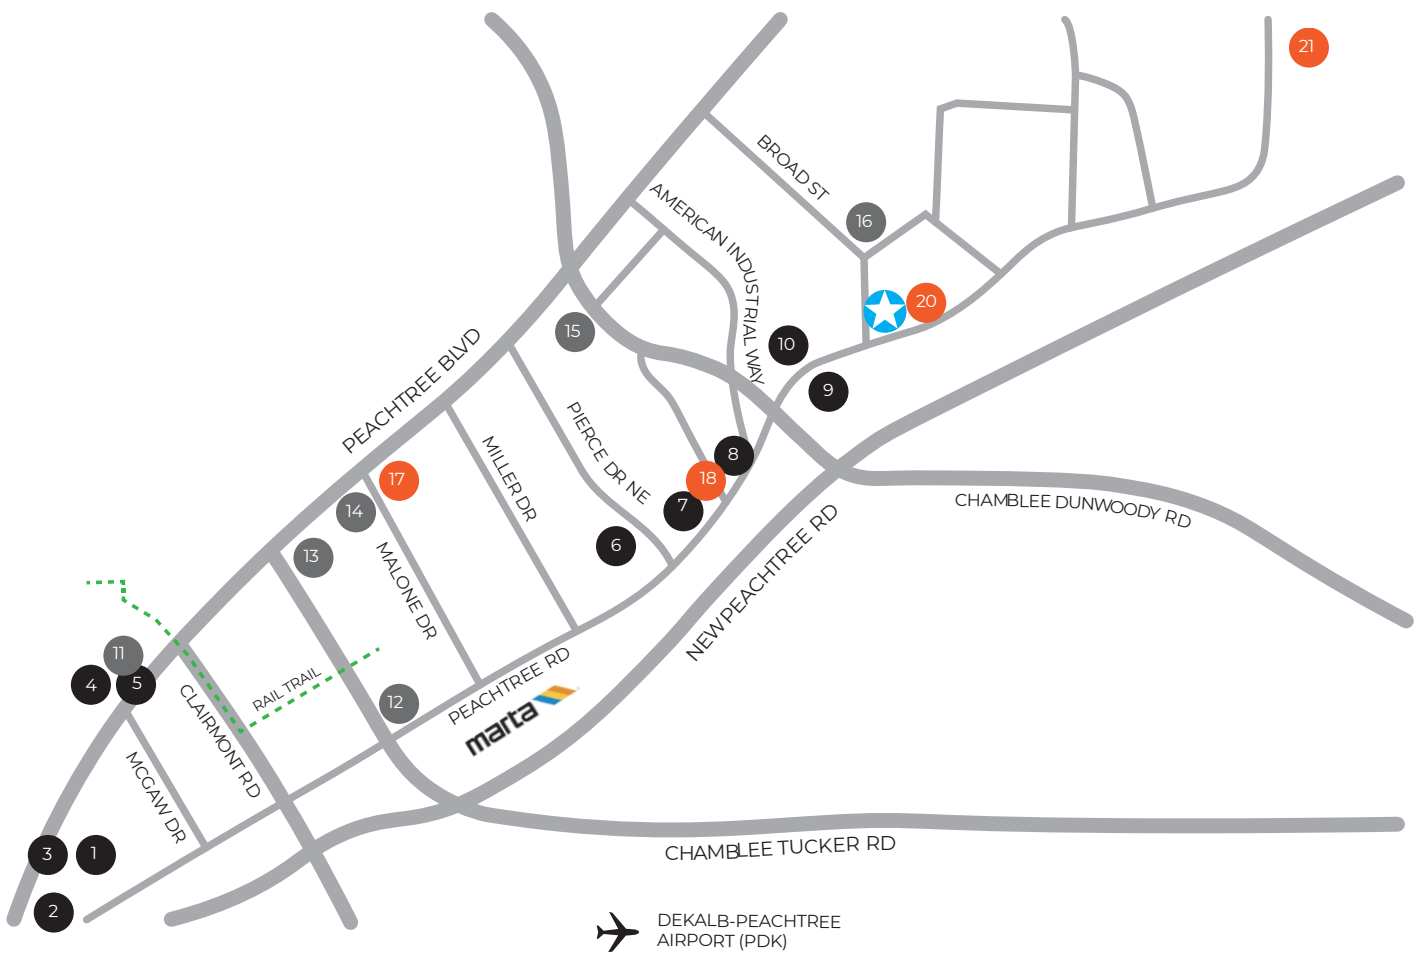 21
BROAD ST
AMERICAN INDUSTRIAL WAY
16
20
15
10
PEACHTREE BLVD
9
PIERCE DR NE
MILLER DR
8
17
18
7
14
CHAMBLEE DUNWOODY RD
NEW PEACHTREE RD
13
6
MALONE DR
11
4
5
RAIL TRAIL
PEACHTREE RD
CLAIRMONT RD
12
marta
MCGAW DR
3
1
CHAMBLEE TUCKER RD
2
DEKALB-PEACHTREE
AIRPORT (PDK)